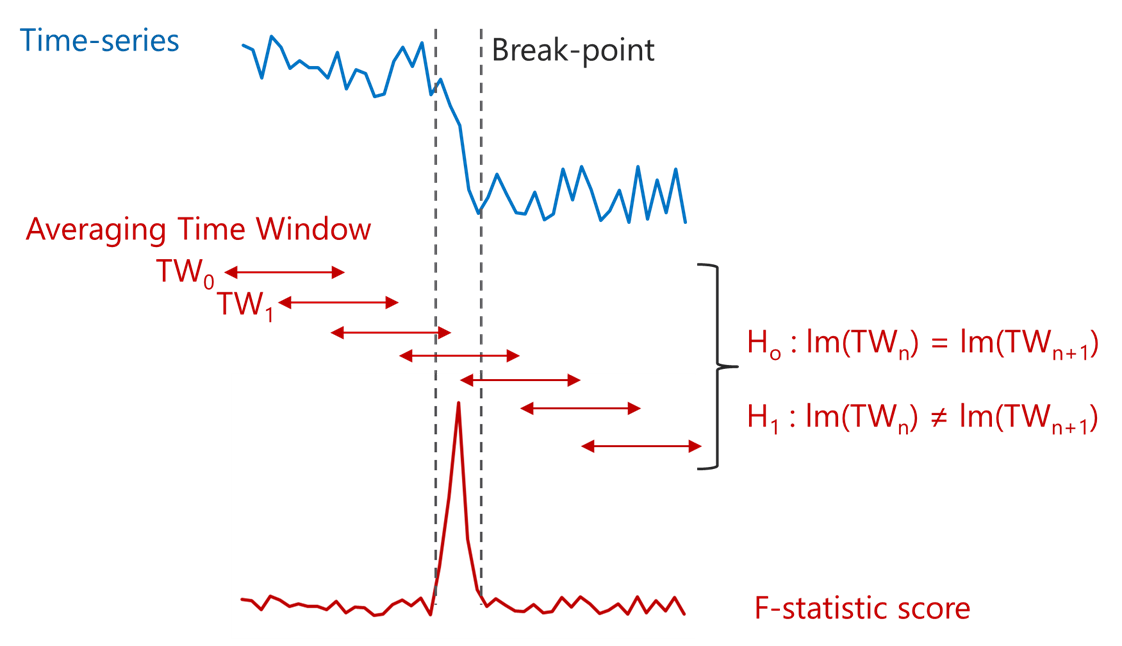 Time-series
Break-point
Averaging Time Window
TW0
TW1
Ho : lm(TWn) = lm(TWn+1)
H1 : lm(TWn) ≠ lm(TWn+1)
F-statistic score